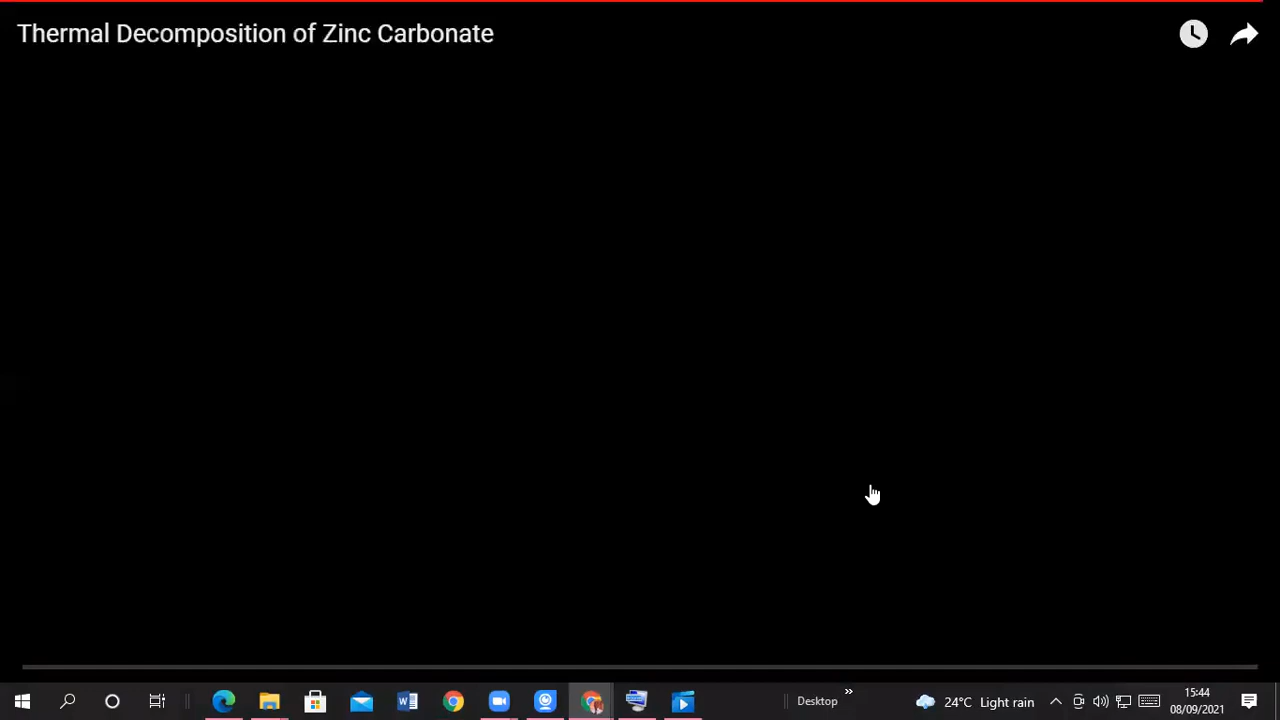 Thermal Decomposition of Zinc Carbonate
Desktop
24°C Light rain
15:44
08/09/2021